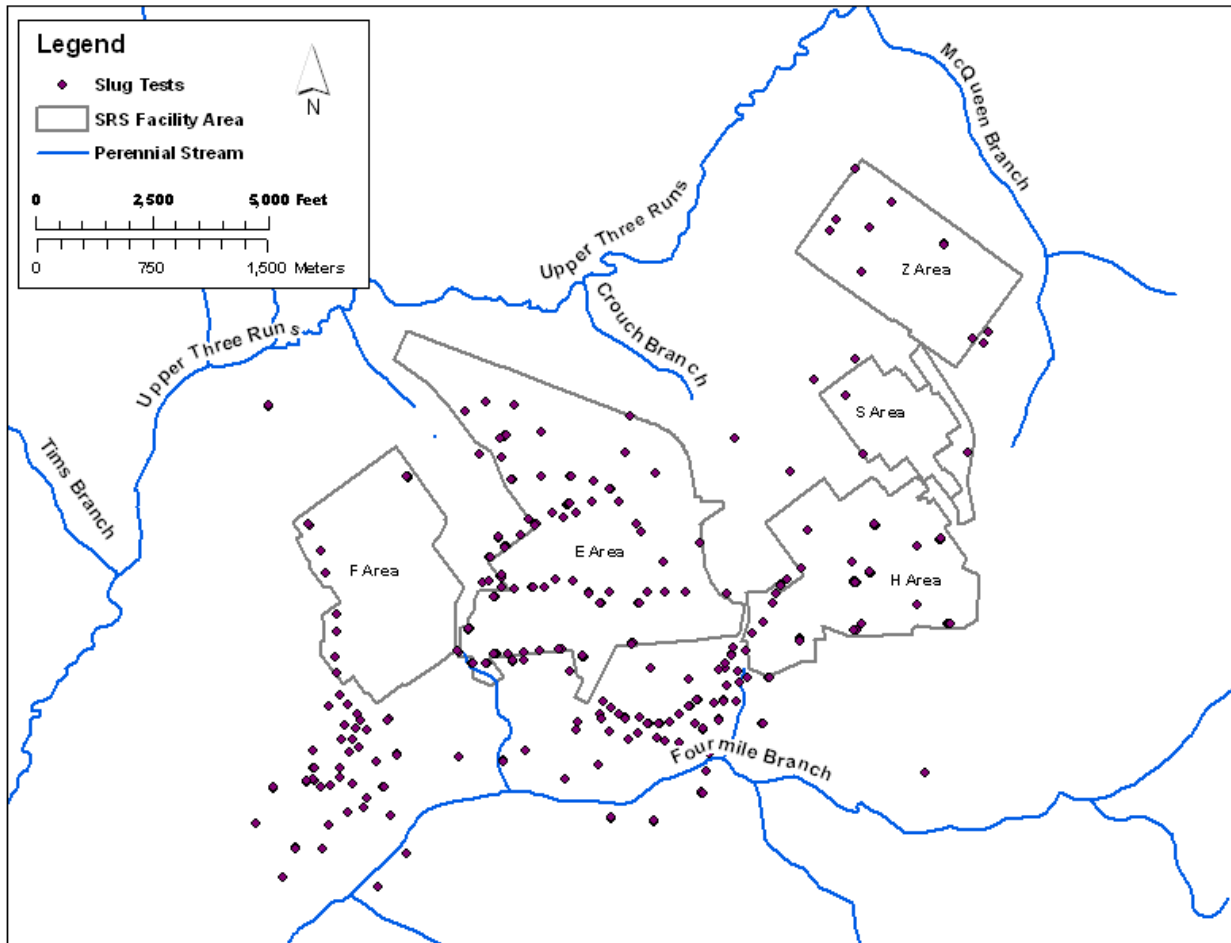 Legend
Slug Tests
N
SRS Facility Area
Perennial Stream
0 2,500 5,000 Feet
0 750 1,500 Meters
McQueen Branch
Upper Three Runs
Z Area
Crouch Branch
Upper Three Runs
S Area
Tims Branch
E Area
F Area
H Area
Fourmile Branch